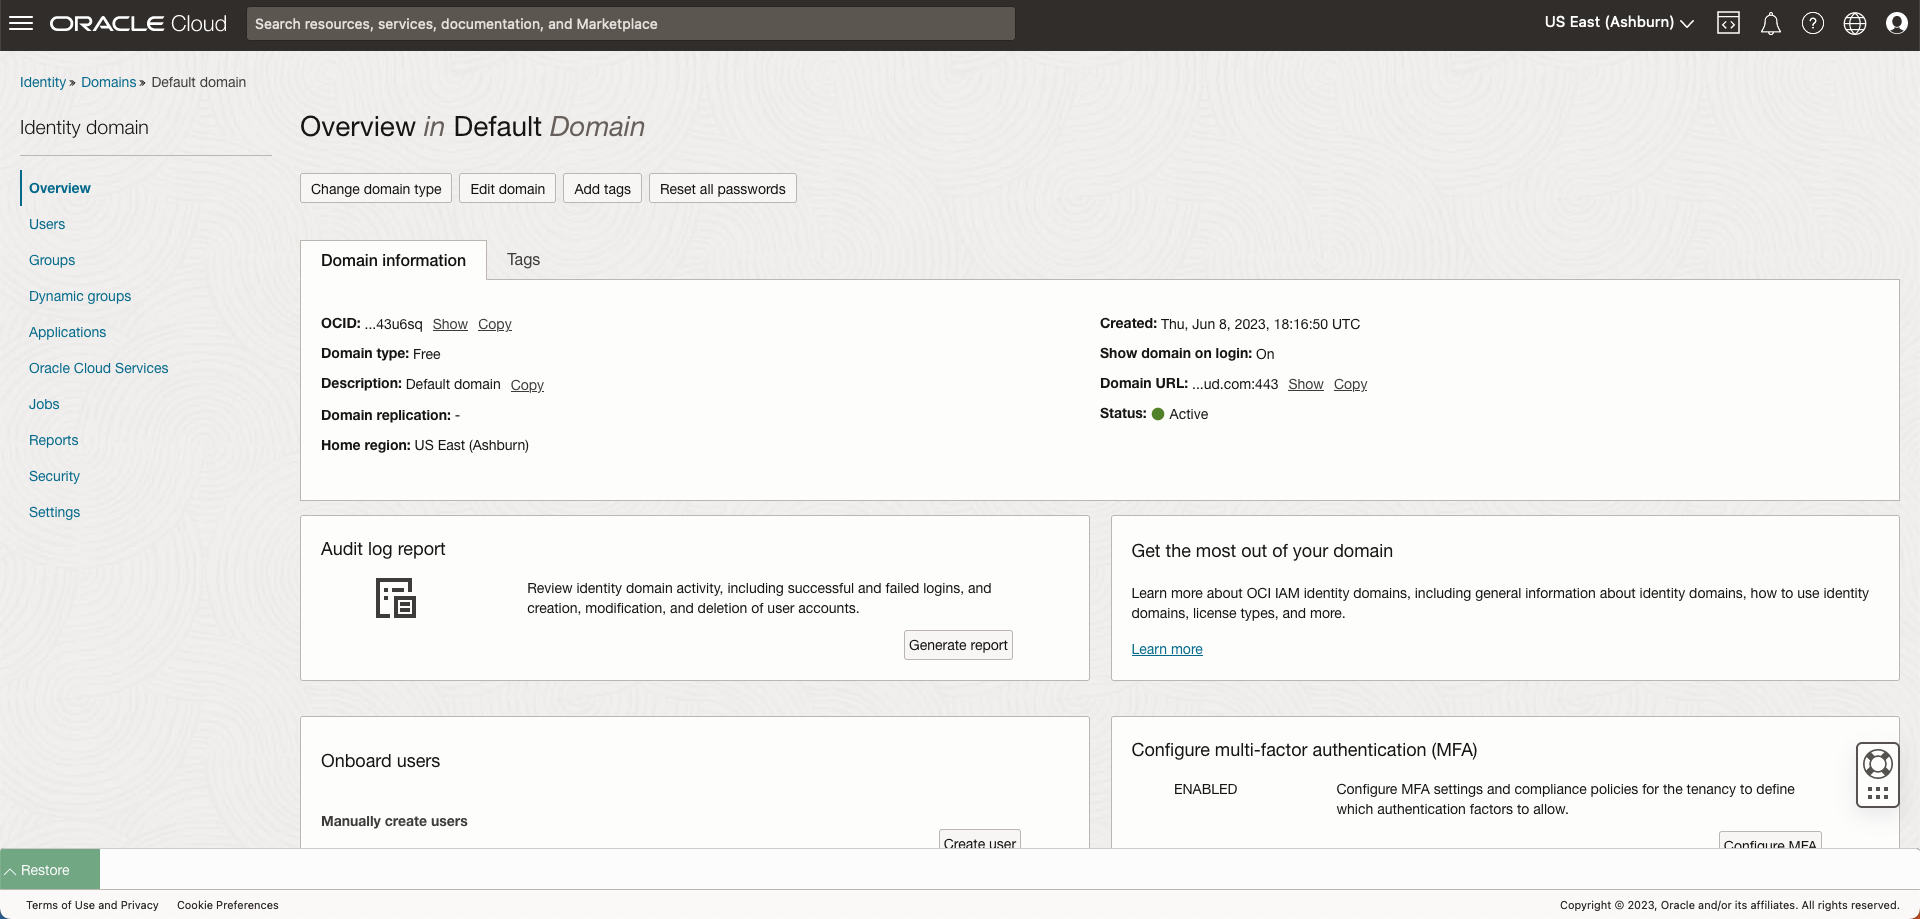 ORACLE Cloud
Search resources, services, documentation, and Marketplace
US East (Ashburn)
Identity » Domains » Default domain
Identity domain
Overview
Users
Groups
Dynamic groups
Applications
Oracle Cloud Services
Jobs
Reports
Security
Settings
Overview in Default Domain
Change domain type
Edit domain
Add tags
Reset all passwords
Domain information
Tags
OCID: ...43u6sq Show Copy
Domain type: Free
Description: Default domain Copy
Domain replication: -
Home region: US East (Ashburn)
Created: Thu, Jun 8, 2023, 18:16:50 UTC
Show domain on login: On
Domain URL: ...ud.com:443 Show Copy
Status: Active
Audit log report
Review identity domain activity, including successful and failed logins, and
creation, modification, and deletion of user accounts.
Generate report
Get the most out of your domain
Learn more about OCI IAM identity domains, including general information about identity domains, how to use identity
domains, license types, and more.
Learn more
Onboard users
Manually create users
Create user
Configure multi-factor authentication (MFA)
ENABLED
Configure MFA settings and compliance policies for the tenancy to define
which authentication factors to allow.
Configure MFA
Restore
Terms of Use and Privacy
Cookie Preferences
Copyright © 2023, Oracle and/or its affiliates. All rights reserved.